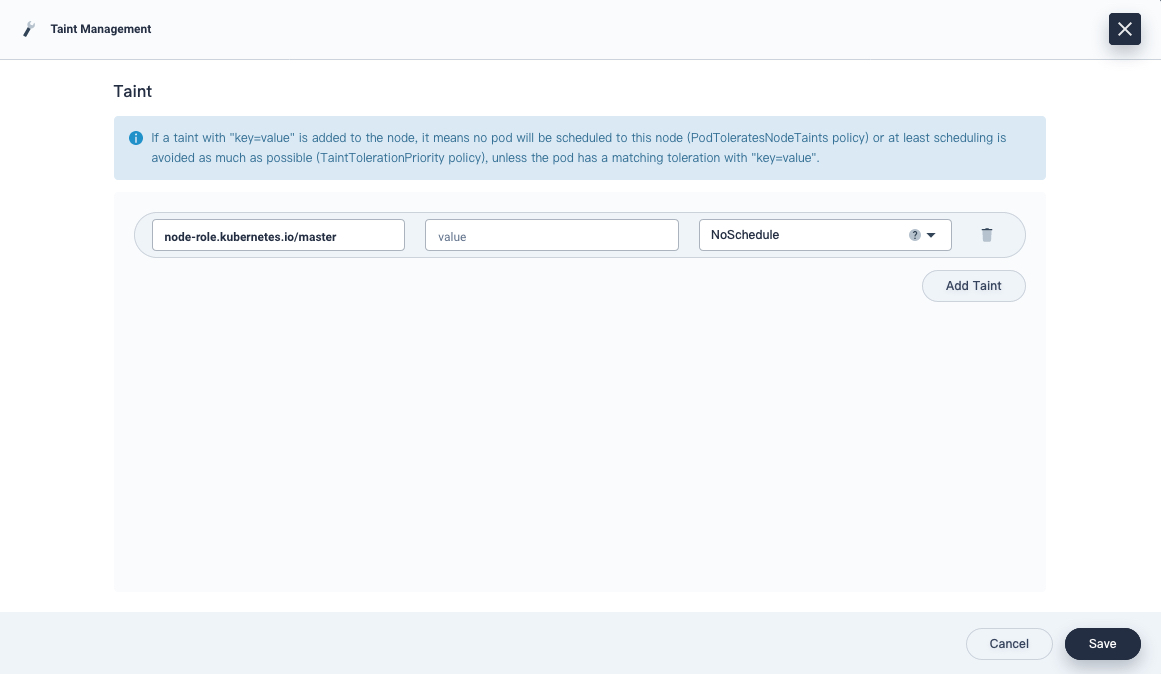 Taint Management
Taint
If a taint with "key=value" is added to the node, it means no pod will be scheduled to this node (PodToleratesNodeTaints policy) or at least scheduling is
avoided as much as possible (TaintTolerationPriority policy), unless the pod has a matching toleration with "key=value".
node-role.kubernetes.io/master
value
NoSchedule ?
Add Taint
Cancel
Save